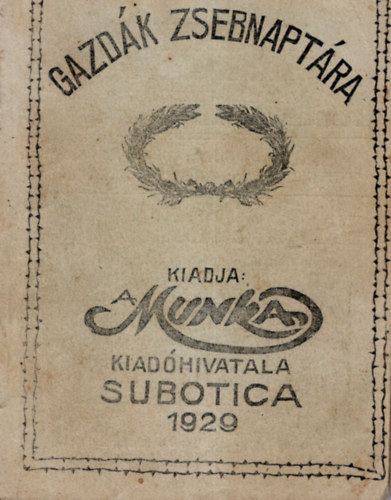 GAZDÁK ZSEBNAPTÁRA
KIADJA:
A MUNKA
KIADÓHIVATALA
SUBOTICA
1929